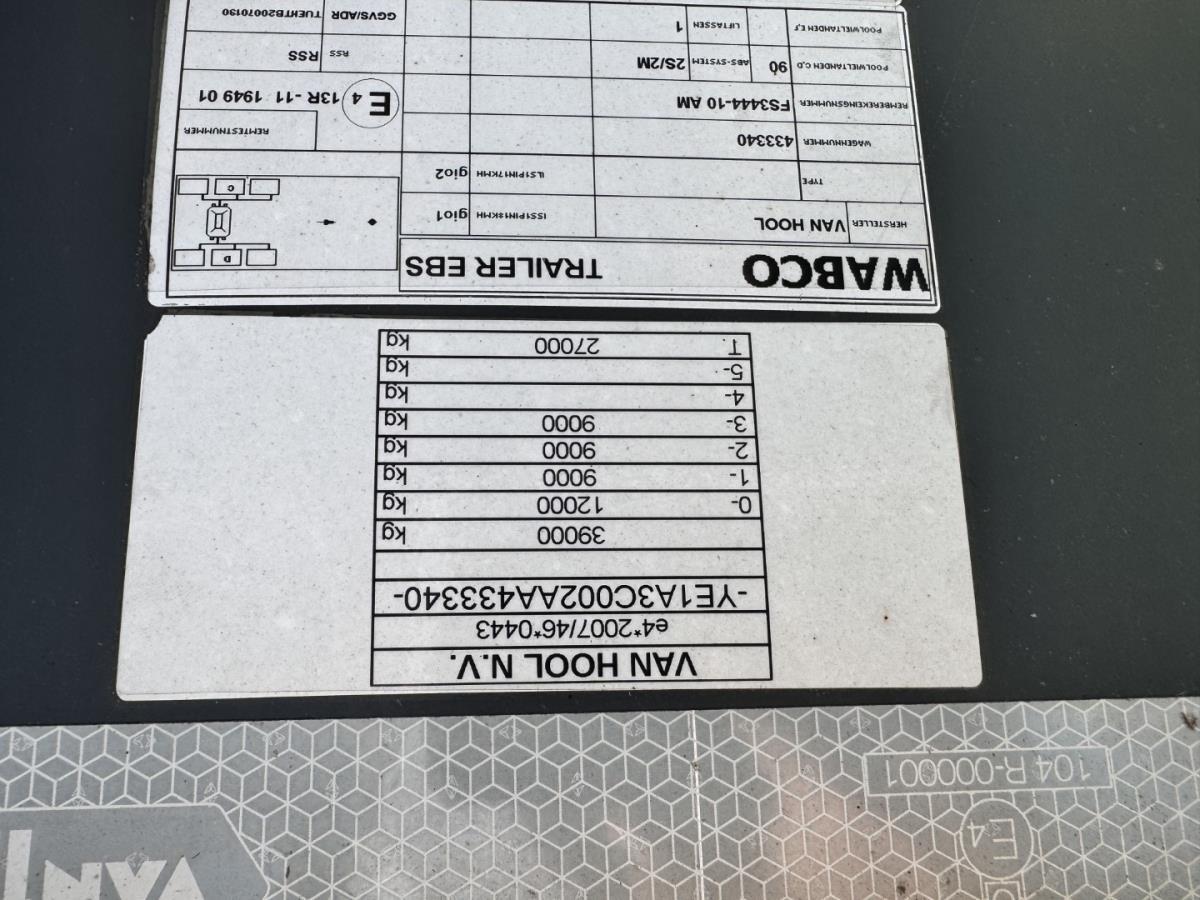 E4
104 R-000001
VAN HOOL N.V.
e4*2007/46*0443
-YE1A3C002AA433340-
39000 kg
0- 12000 kg
1- 9000 kg
2- 9000 kg
3- 9000 kg
4- kg
5- kg
T. 27000 kg
WABCO TRAILER EBS
HERSTELLER VAN HOOL gio1
TYPE gio2
WAGENNUMMER 433340
REMBEREKENINGSNUMMER FS3444-10 AM
POOLWIELTANDEN C,D 90 ABS-SYSTEM 2S/2M
POOLWIELTANDEN E,F LIFTASSEN 1
D
C
REMTESTNUMMER
E 4 13R - 11 1949 01
RSS RSS
GGVS/ADR TUEHTB20070190